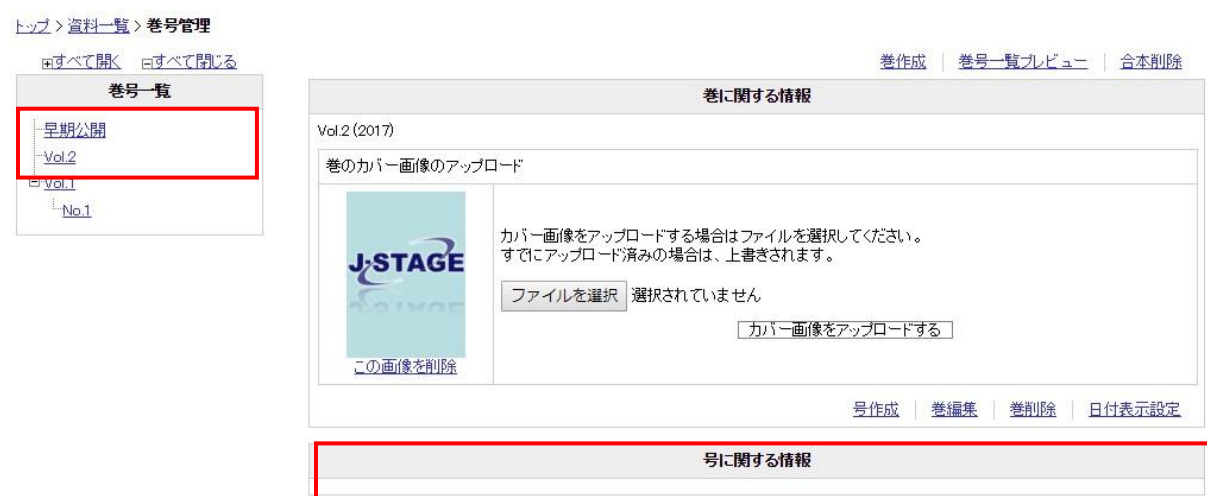 トップ > 資料一覧 > 巻号管理
すべて開く すべて閉じる
巻作成 | 巻号一覧プレビュー | 合本削除
巻号一覧
早期公開
Vol.2
Vol.1
No.1
巻に関する情報
Vol.2 (2017)
巻のカバー画像のアップロード
J-STAGE
この画像を削除
カバー画像をアップロードする場合はファイルを選択してください。
すでにアップロード済みの場合は、上書きされます。
ファイルを選択 選択されていません
カバー画像をアップロードする
号作成 | 巻編集 | 巻削除 | 日付表示設定
号に関する情報